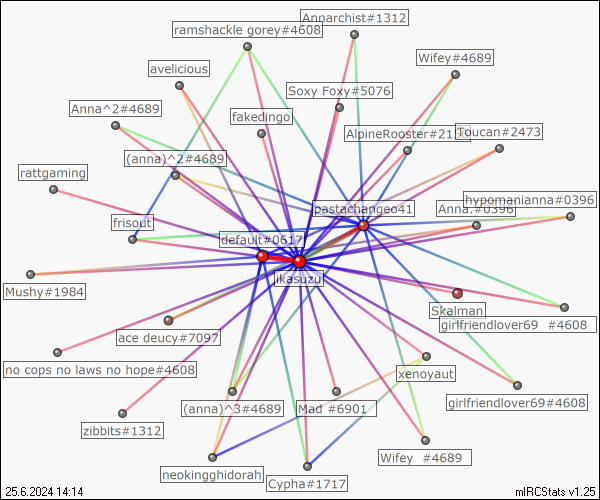 Annarchist#1312
ramshackle gorey#4608
Wifey#4689
avelicious
Soxy Foxy#5076
Anna^2#4689
fakedingo
AlpineRooster#21
Toucan#2473
(anna)^2#4689
rattgaming
hypomanianna#0396
pastachangeo41
Anna.#0396
frisout
default#0617
ikasuzu
Mushy#1984
Skalman
girlfriendlover69 #4608
ace deucy#7097
no cops no laws no hope#4608
xenoyaut
(anna)^3#4689
Mad #6901
girlfriendlover69#4608
zibbits#1312
Wifey #4689
neokingghidorah
Cypha#1717
25.6.2024 14:14
mIRCStats v1.25